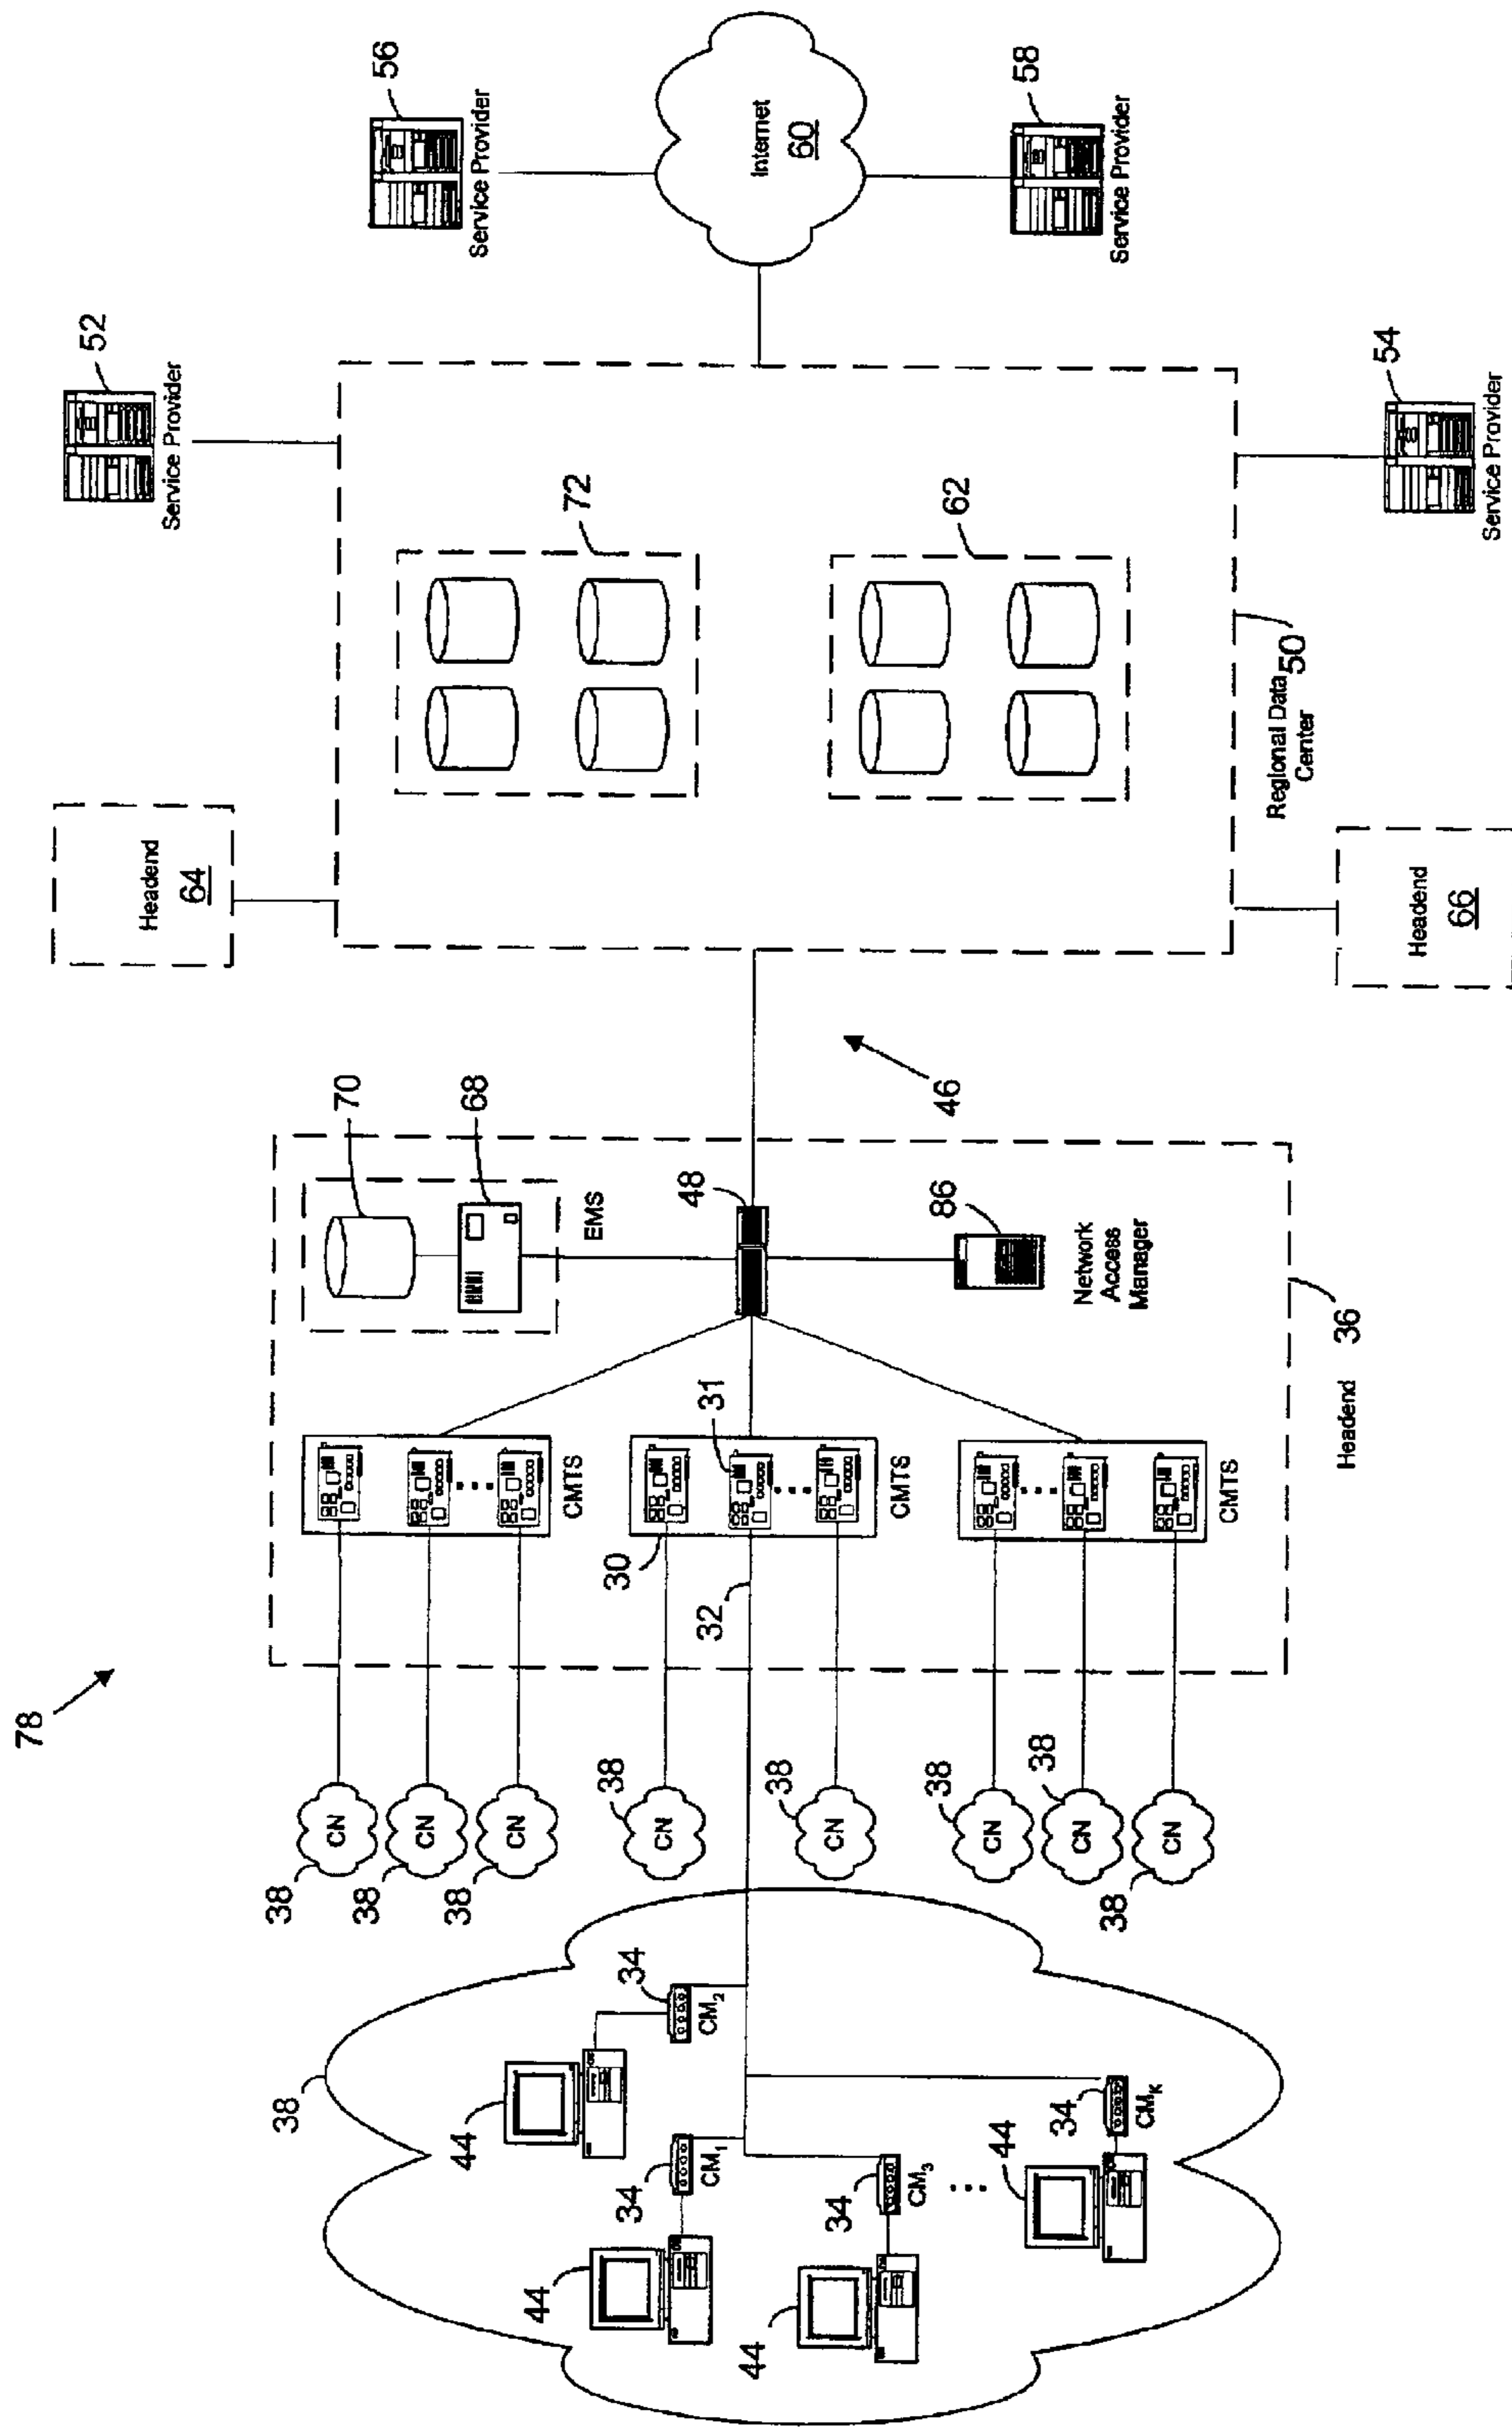 78
52
Service Provider
56
Service Provider
Internet
60
58
Service Provider
54
Service Provider
Headend
64
72
62
Regional Data
Center
50
Headend
66
46
70
68
EMS
48
86
Network
Access
Manager
Headend 36
CMTS
31
30
32
CMTS
CMTS
CN
38
CN
38
CN
38
CN
38
CN
38
CN
38
CN
38
CN
38
38
44
34
CM₂
44
34
CM₁
44
34
CM₃
44
34
CMₖ